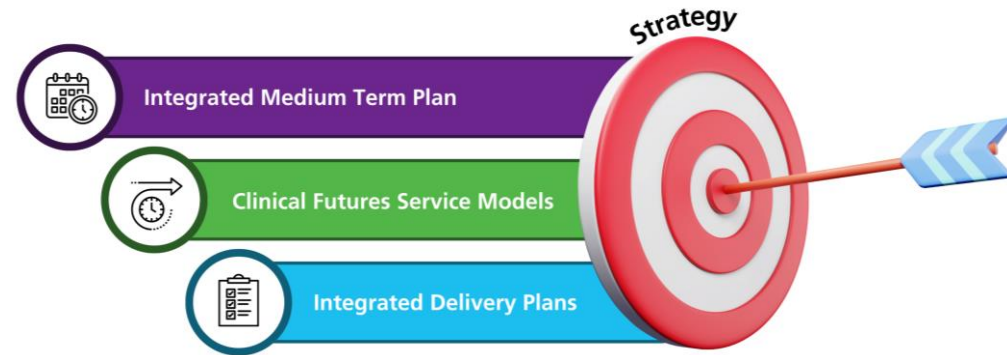 Strategy
Integrated Medium Term Plan
Clinical Futures Service Models
Integrated Delivery Plans